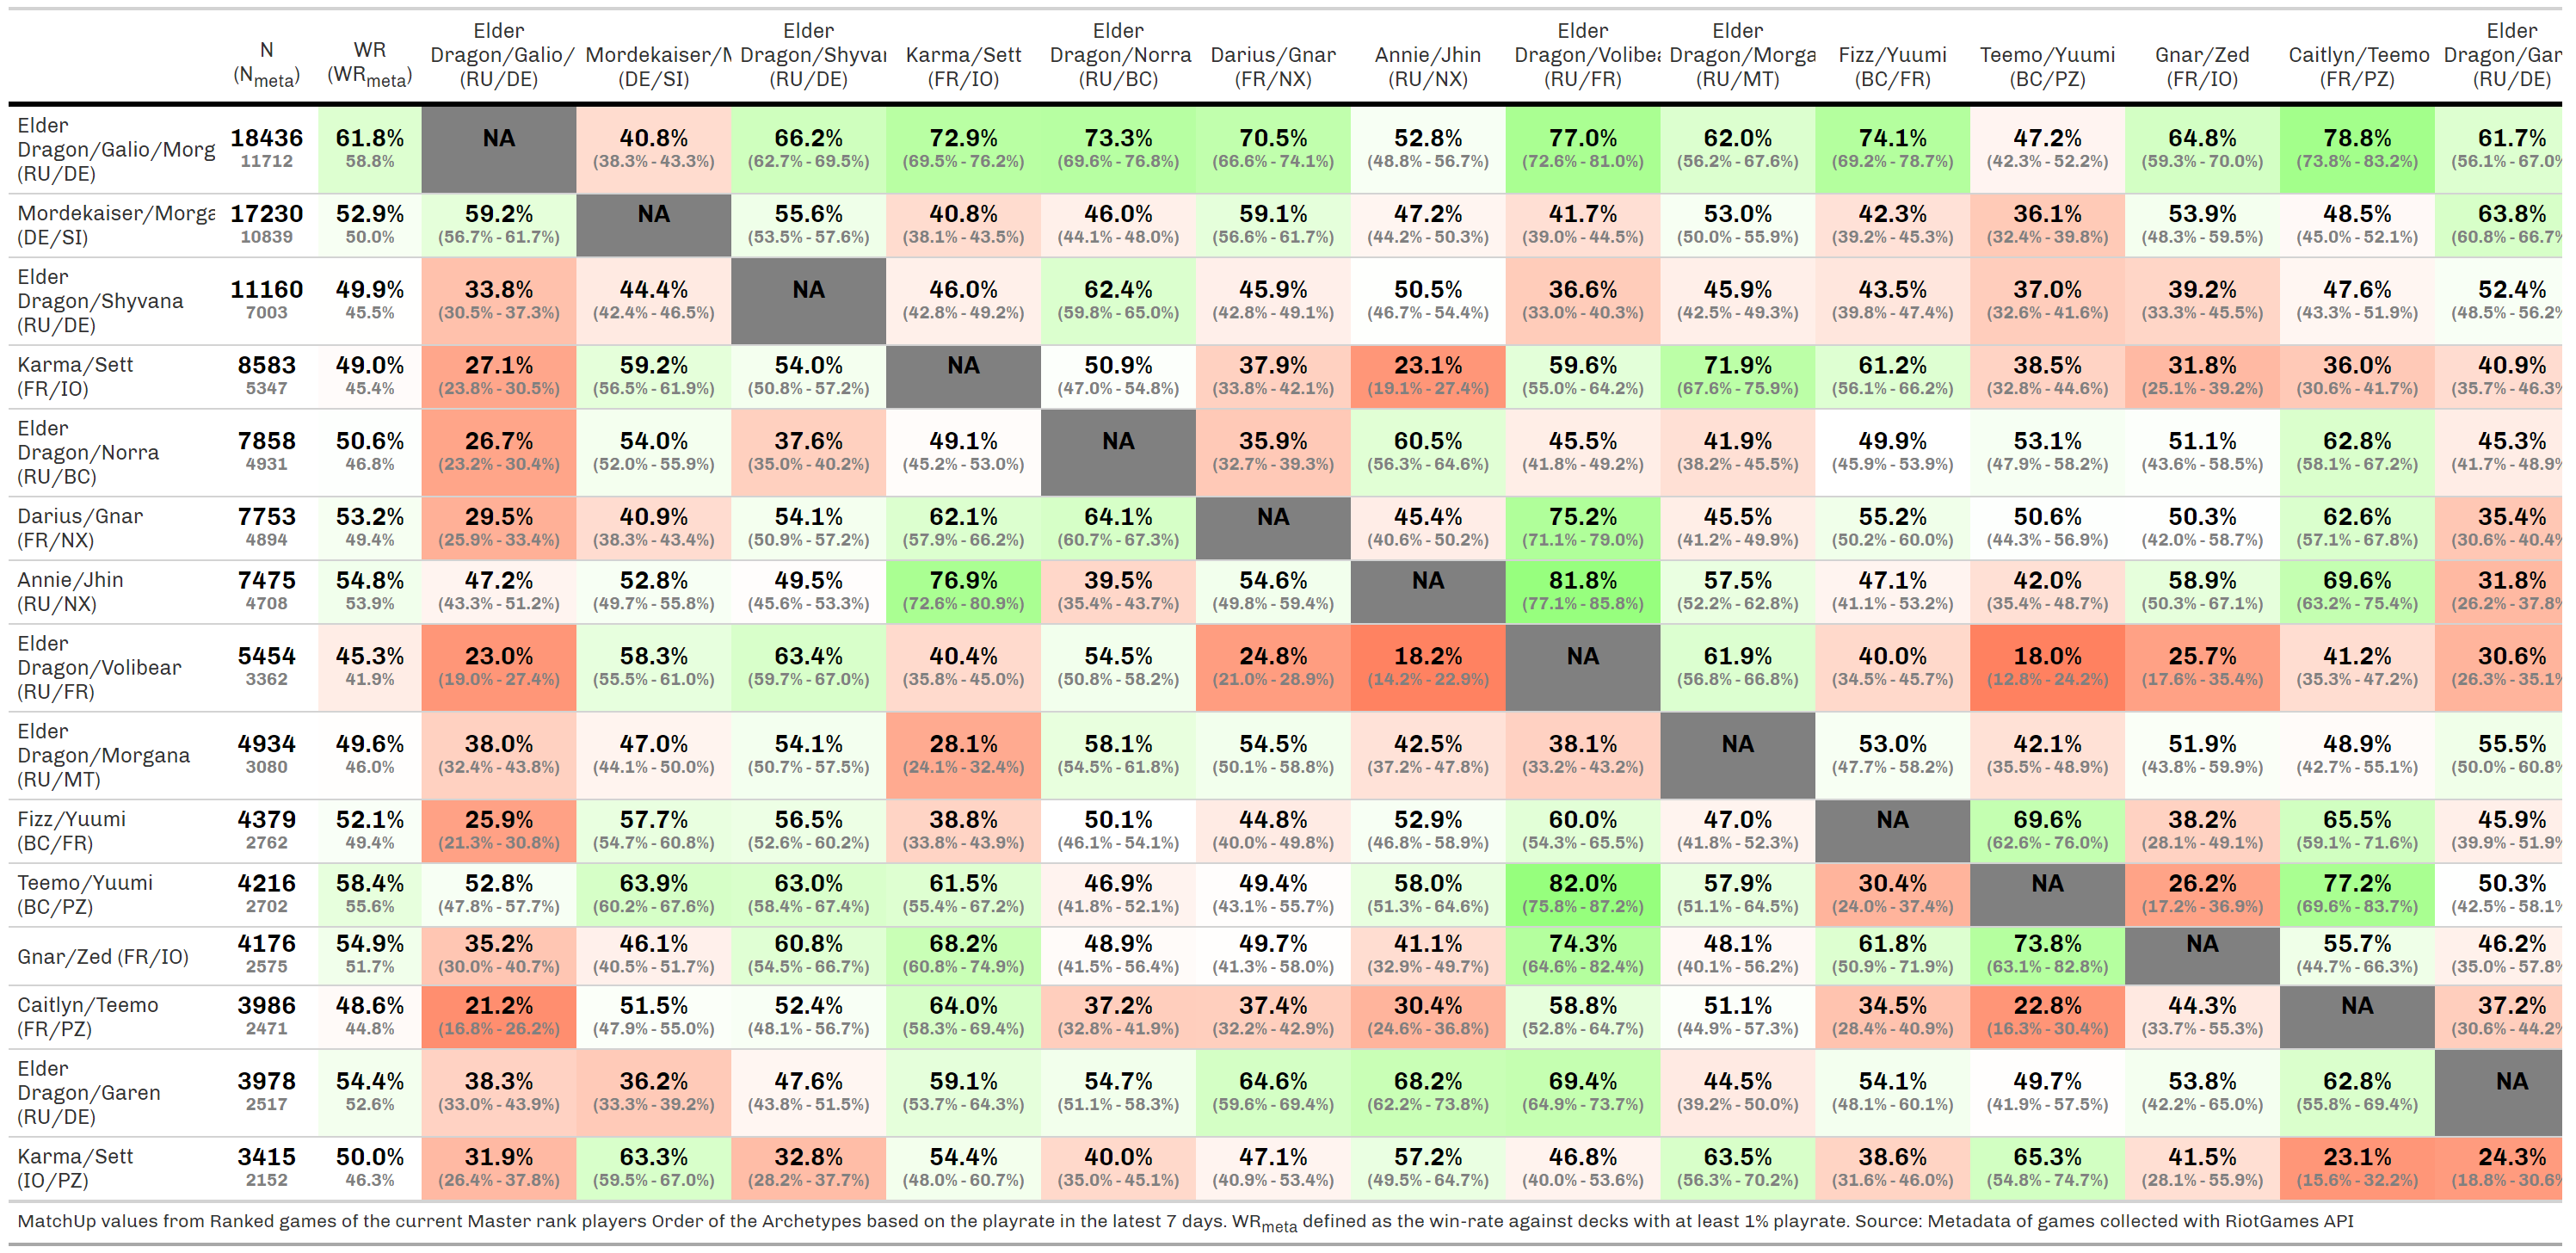 N (N meta) WR (WR meta) Elder Dragon/Galio/ (RU/DE) Mordekaiser/M (DE/SI) Elder Dragon/Shyvar (RU/DE) Karma/Sett (FR/IO) Elder Dragon/Norra (RU/BC) Darius/Gnar (FR/NX) Annie/Jhin (RU/NX) Elder Dragon/Volibea (RU/FR) Elder Dragon/Morga (RU/MT) Fizz/Yuumi (BC/FR) Teemo/Yuumi (BC/PZ) Gnar/Zed (FR/IO) Caitlyn/Teemo (FR/PZ) Elder Dragon/Gar (RU/DE)
Elder Dragon/Galio/Morg (RU/DE) 18436 61.8% NA 40.8% 66.2% 72.9% 73.3% 70.5% 52.8% 77.0% 62.0% 74.1% 47.2% 64.8% 78.8% 61.7%
11712 58.8% (38.3% - 43.3%) (62.7% - 69.5%) (69.5% - 76.2%) (69.6% - 76.8%) (66.6% - 74.1%) (48.8% - 56.7%) (72.6% - 81.0%) (56.2% - 67.6%) (69.2% - 78.7%) (42.3% - 52.2%) (59.3% - 70.0%) (73.8% - 83.2%) (56.1% - 67.0%
Mordekaiser/Morga (DE/SI) 17230 52.9% 59.2% NA 55.6% 40.8% 46.0% 59.1% 47.2% 41.7% 53.0% 42.3% 36.1% 53.9% 48.5% 63.8%
10839 50.0% (56.7% - 61.7%) (53.5% - 57.6%) (38.1% - 43.5%) (44.1% - 48.0%) (56.6% - 61.7%) (44.2% - 50.3%) (39.0% - 44.5%) (50.0% - 55.9%) (39.2% - 45.3%) (32.4% - 39.8%) (48.3% - 59.5%) (45.0% - 52.1%) (60.8% - 66.7%
Elder Dragon/Shyvana (RU/DE) 11160 49.9% 33.8% 44.4% NA 46.0% 62.4% 45.9% 50.5% 36.6% 45.9% 43.5% 37.0% 39.2% 47.6% 52.4%
7003 45.5% (30.5% - 37.3%) (42.4% - 46.5%) (42.8% - 49.2%) (59.8% - 65.0%) (42.8% - 49.1%) (46.7% - 54.4%) (33.0% - 40.3%) (42.5% - 49.3%) (39.8% - 47.4%) (32.6% - 41.6%) (33.3% - 45.5%) (43.3% - 51.9%) (48.5% - 56.2%
Karma/Sett (FR/IO) 8583 49.0% 27.1% 59.2% 54.0% NA 50.9% 37.9% 23.1% 59.6% 71.9% 61.2% 38.5% 31.8% 36.0% 40.9%
5347 45.4% (23.8% - 30.5%) (56.5% - 61.9%) (50.8% - 57.2%) (47.0% - 54.8%) (33.8% - 42.1%) (19.1% - 27.4%) (55.0% - 64.2%) (67.6% - 75.9%) (56.1% - 66.2%) (32.8% - 44.6%) (25.1% - 39.2%) (30.6% - 41.7%) (35.7% - 46.3%
Elder Dragon/Norra (RU/BC) 7858 50.6% 26.7% 54.0% 37.6% 49.1% NA 35.9% 60.5% 45.5% 41.9% 49.9% 53.1% 51.1% 62.8% 45.3%
4931 46.8% (23.2% - 30.4%) (52.0% - 55.9%) (35.0% - 40.2%) (45.2% - 53.0%) (32.7% - 39.3%) (56.3% - 64.6%) (41.8% - 49.2%) (38.2% - 45.5%) (45.9% - 53.9%) (47.9% - 58.2%) (43.6% - 58.5%) (58.1% - 67.2%) (41.7% - 48.9%
Darius/Gnar (FR/NX) 7753 53.2% 29.5% 40.9% 54.1% 62.1% 64.1% NA 45.4% 75.2% 45.5% 55.2% 50.6% 50.3% 62.6% 35.4%
4894 49.4% (25.9% - 33.4%) (38.3% - 43.4%) (50.9% - 57.2%) (57.9% - 66.2%) (60.7% - 67.3%) (40.6% - 50.2%) (71.1% - 79.0%) (41.2% - 49.9%) (50.2% - 60.0%) (44.3% - 56.9%) (42.0% - 58.7%) (57.1% - 67.8%) (30.6% - 40.4%
Annie/Jhin (RU/NX) 7475 54.8% 47.2% 52.8% 49.5% 76.9% 39.5% 54.6% NA 81.8% 57.5% 47.1% 42.0% 58.9% 69.6% 31.8%
4708 53.9% (43.3% - 51.2%) (49.7% - 55.8%) (45.6% - 53.3%) (72.6% - 80.9%) (35.4% - 43.7%) (49.8% - 59.4%) (77.1% - 85.8%) (52.2% - 62.8%) (41.1% - 53.2%) (35.4% - 48.7%) (50.3% - 67.1%) (63.2% - 75.4%) (26.2% - 37.8%
Elder Dragon/Volibear (RU/FR) 5454 45.3% 23.0% 58.3% 63.4% 40.4% 54.5% 24.8% 18.2% NA 61.9% 40.0% 18.0% 25.7% 41.2% 30.6%
3362 41.9% (19.0% - 27.4%) (55.5% - 61.0%) (59.7% - 67.0%) (35.8% - 45.0%) (50.8% - 58.2%) (21.0% - 28.9%) (14.2% - 22.9%) (56.8% - 66.8%) (34.5% - 45.7%) (12.8% - 24.2%) (17.6% - 35.4%) (35.3% - 47.2%) (26.3% - 35.1%
Elder Dragon/Morgana (RU/MT) 4934 49.6% 38.0% 47.0% 54.1% 28.1% 58.1% 54.5% 42.5% 38.1% NA 53.0% 42.1% 51.9% 48.9% 55.5%
3080 46.0% (32.4% - 43.8%) (44.1% - 50.0%) (50.7% - 57.5%) (24.1% - 32.4%) (54.5% - 61.8%) (50.1% - 58.8%) (37.2% - 47.8%) (33.2% - 43.2%) (47.7% - 58.2%) (35.5% - 48.9%) (43.8% - 59.9%) (42.7% - 55.1%) (50.0% - 60.8%
Fizz/Yuumi (BC/FR) 4379 52.1% 25.9% 57.7% 56.5% 38.8% 50.1% 44.8% 52.9% 60.0% 47.0% NA 69.6% 38.2% 65.5% 45.9%
2762 49.4% (21.3% - 30.8%) (54.7% - 60.8%) (52.6% - 60.2%) (33.8% - 43.9%) (46.1% - 54.1%) (40.0% - 49.8%) (46.8% - 58.9%) (54.3% - 65.5%) (41.8% - 52.3%) (62.6% - 76.0%) (28.1% - 49.1%) (59.1% - 71.6%) (39.9% - 51.9%
Teemo/Yuumi (BC/PZ) 4216 58.4% 52.8% 63.9% 63.0% 61.5% 46.9% 49.4% 58.0% 82.0% 57.9% 30.4% NA 26.2% 77.2% 50.3%
2702 55.6% (47.8% - 57.7%) (60.2% - 67.6%) (58.4% - 67.4%) (55.4% - 67.2%) (41.8% - 52.1%) (43.1% - 55.7%) (51.3% - 64.6%) (75.8% - 87.2%) (51.1% - 64.5%) (24.0% - 37.4%) (17.2% - 36.9%) (69.6% - 83.7%) (42.5% - 58.1%
Gnar/Zed (FR/IO) 4176 54.9% 35.2% 46.1% 60.8% 68.2% 48.9% 49.7% 41.1% 74.3% 48.1% 61.8% 73.8% NA 55.7% 46.2%
2575 51.7% (30.0% - 40.7%) (40.5% - 51.7%) (54.5% - 66.7%) (60.8% - 74.9%) (41.5% - 56.4%) (41.3% - 58.0%) (32.9% - 49.7%) (64.6% - 82.4%) (40.1% - 56.2%) (50.9% - 71.9%) (63.1% - 82.8%) (44.7% - 66.3%) (35.0% - 57.8%
Caitlyn/Teemo (FR/PZ) 3986 48.6% 21.2% 51.5% 52.4% 64.0% 37.2% 37.4% 30.4% 58.8% 51.1% 34.5% 22.8% 44.3% NA 37.2%
2471 44.8% (16.8% - 26.2%) (47.9% - 55.0%) (48.1% - 56.7%) (58.3% - 69.4%) (32.8% - 41.9%) (32.2% - 42.9%) (24.6% - 36.8%) (52.8% - 64.7%) (44.9% - 57.3%) (28.4% - 40.9%) (16.3% - 30.4%) (33.7% - 55.3%) (30.6% - 44.2%
Elder Dragon/Garen (RU/DE) 3978 54.4% 38.3% 36.2% 47.6% 59.1% 54.7% 64.6% 68.2% 69.4% 44.5% 54.1% 49.7% 53.8% 62.8% NA
2517 52.6% (33.0% - 43.9%) (33.3% - 39.2%) (43.8% - 51.5%) (53.7% - 64.3%) (51.1% - 58.3%) (59.6% - 69.4%) (62.2% - 73.8%) (64.9% - 73.7%) (39.2% - 50.0%) (48.1% - 60.1%) (41.9% - 57.5%) (42.2% - 65.0%) (55.8% - 69.4%)
Karma/Sett (IO/PZ) 3415 50.0% 31.9% 63.3% 32.8% 54.4% 40.0% 47.1% 57.2% 46.8% 63.5% 38.6% 65.3% 41.5% 23.1% 24.3%
2152 46.3% (26.4% - 37.8%) (59.5% - 67.0%) (28.2% - 37.7%) (48.0% - 60.7%) (35.0% - 45.1%) (40.9% - 53.4%) (49.5% - 64.7%) (40.0% - 53.6%) (56.3% - 70.2%) (31.6% - 46.0%) (54.8% - 74.7%) (28.1% - 55.9%) (15.6% - 32.2%) (18.8% - 30.6%
MatchUp values from Ranked games of the current Master rank players Order of the Archetypes based on the playrate in the latest 7 days. WR meta defined as the win-rate against decks with at least 1% playrate. Source: Metadata of games collected with RiotGames API